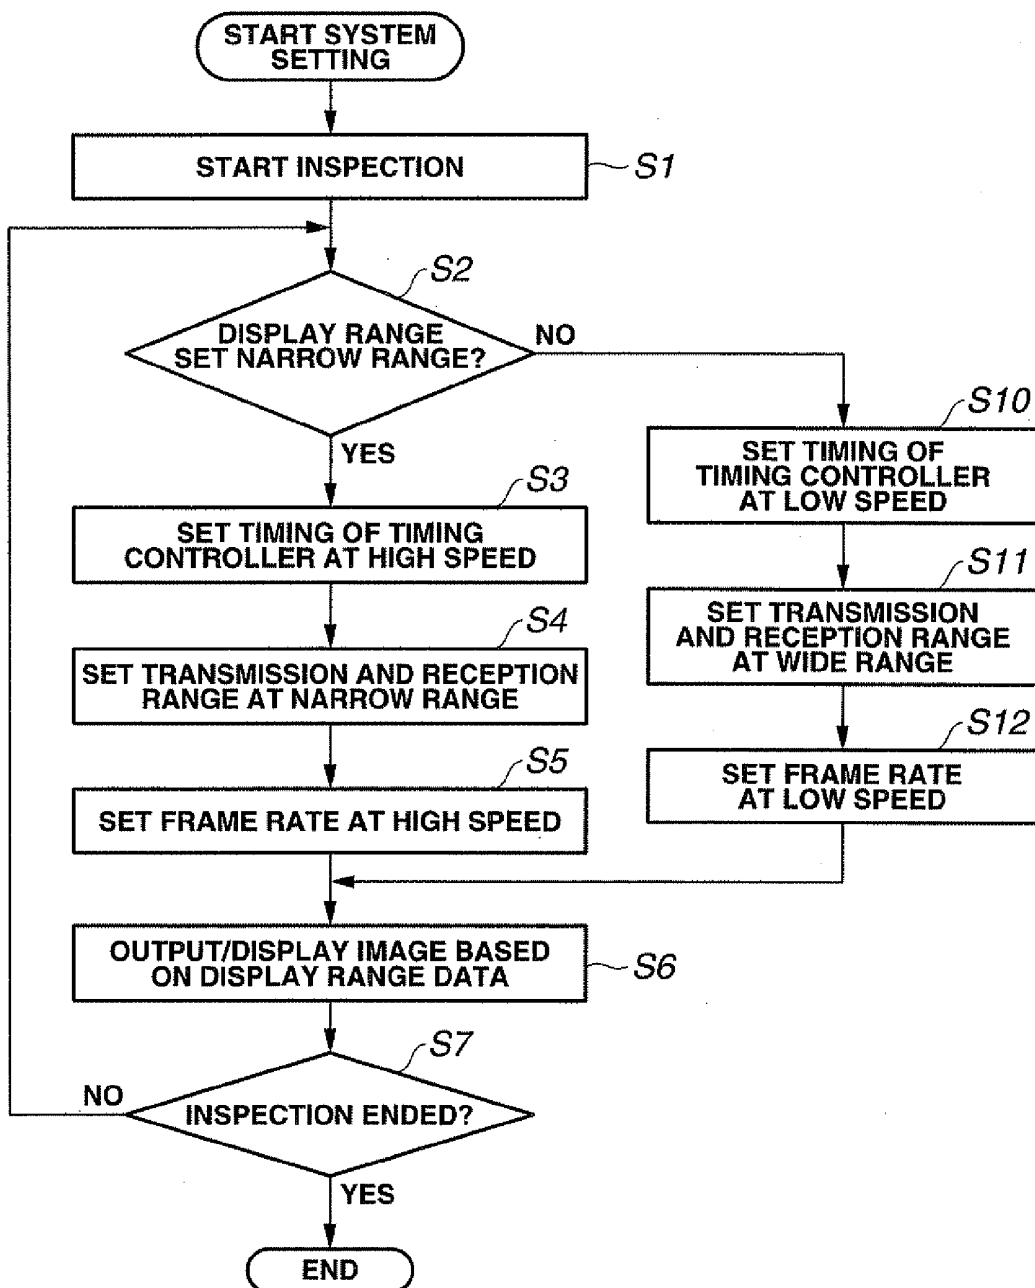 START SYSTEM
SETTING
START INSPECTION
S1
S2
DISPLAY RANGE
SET NARROW RANGE?
NO
YES
S3
SET TIMING OF TIMING
CONTROLLER AT HIGH SPEED
S4
SET TRANSMISSION AND RECEPTION
RANGE AT NARROW RANGE
S5
SET FRAME RATE AT HIGH SPEED
S10
SET TIMING OF
TIMING CONTROLLER
AT LOW SPEED
S11
SET TRANSMISSION
AND RECEPTION RANGE
AT WIDE RANGE
S12
SET FRAME RATE
AT LOW SPEED
OUTPUT/DISPLAY IMAGE BASED
ON DISPLAY RANGE DATA
S6
S7
NO
INSPECTION ENDED?
YES
END